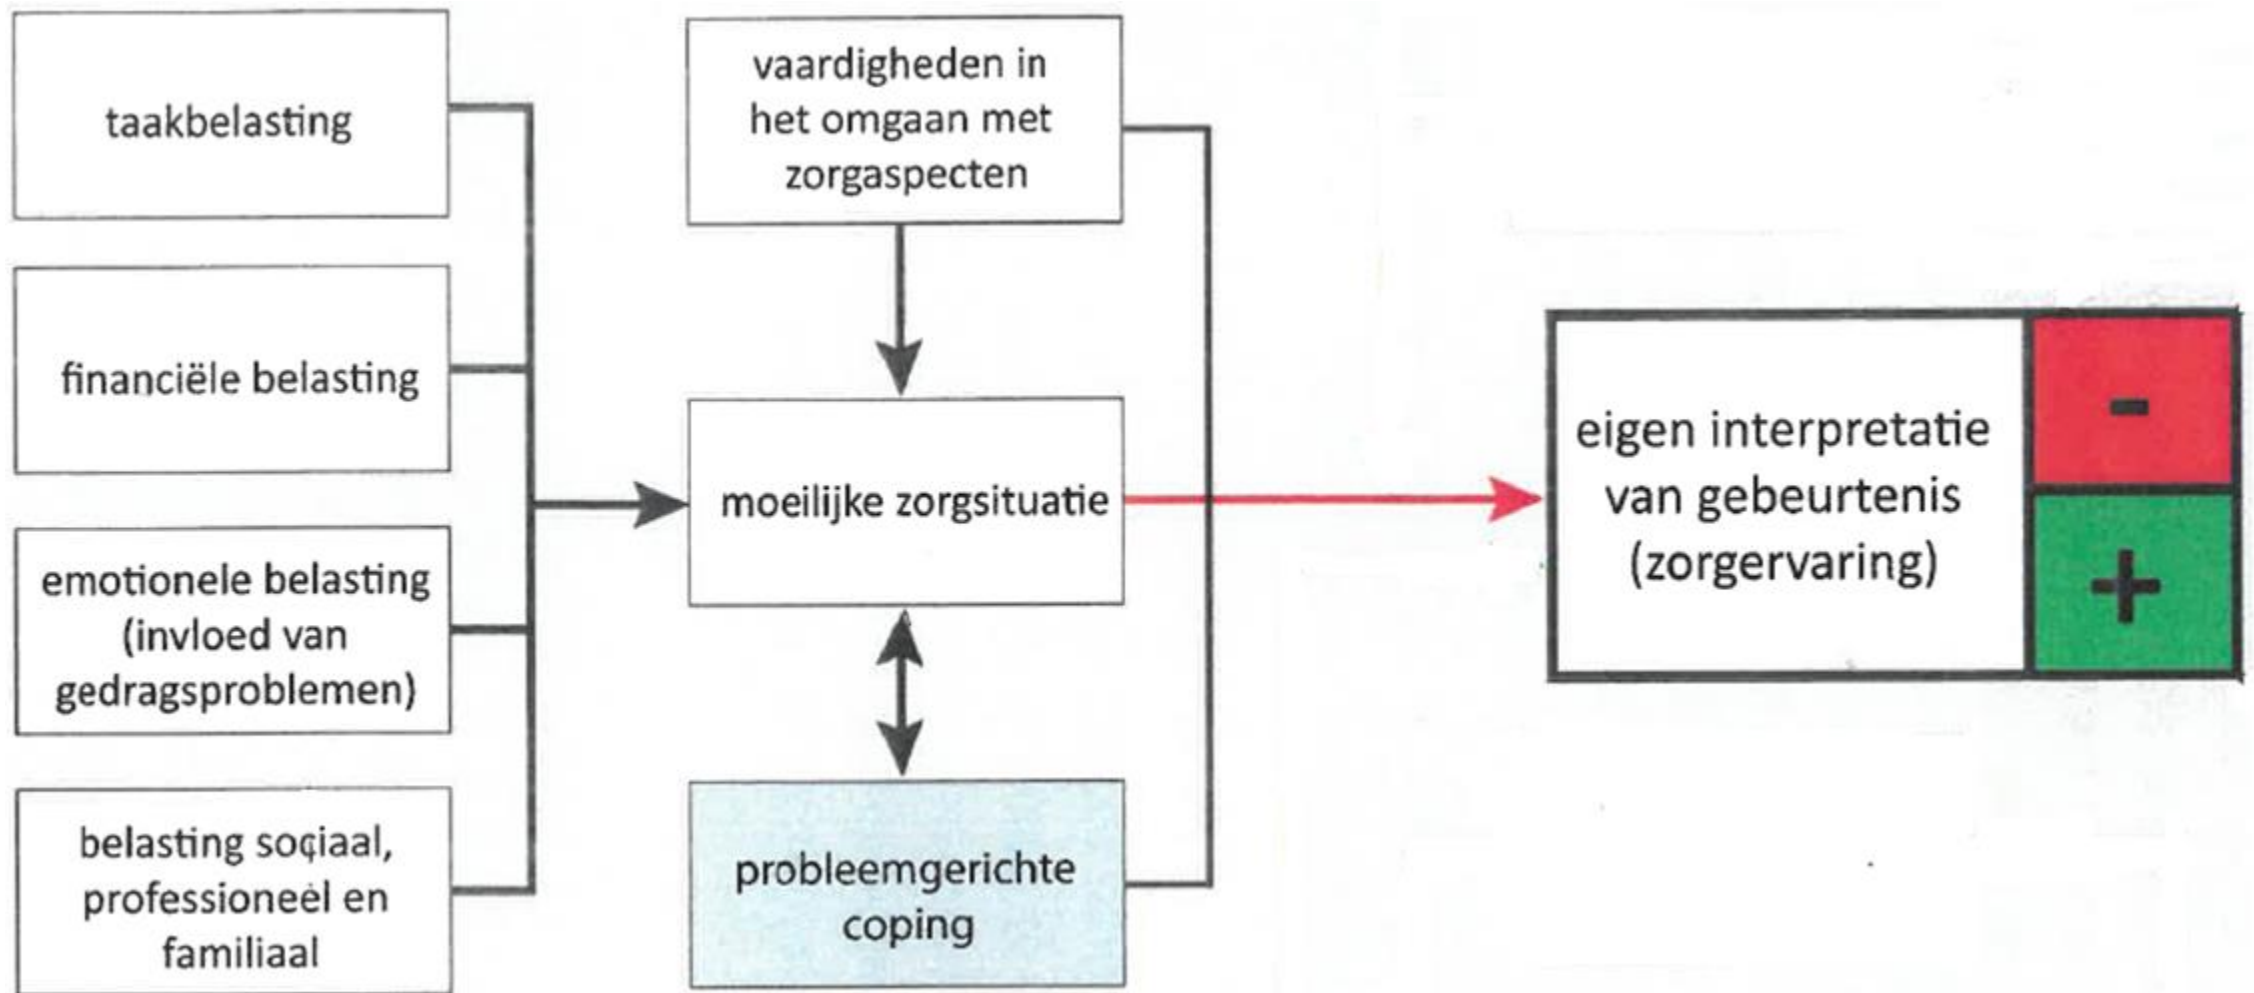 taakbelasting
financiële belasting
emotionele belasting
(invloed van
gedragsproblemen)
belasting sociaal,
professioneel en
familiaal
vaardigheden in
het omgaan met
zorgaspecten
moeilijke zorgsituatie
probleemgerichte
coping
eigen interpretatie
van gebeurtenis
(zorgervaring)
-
+